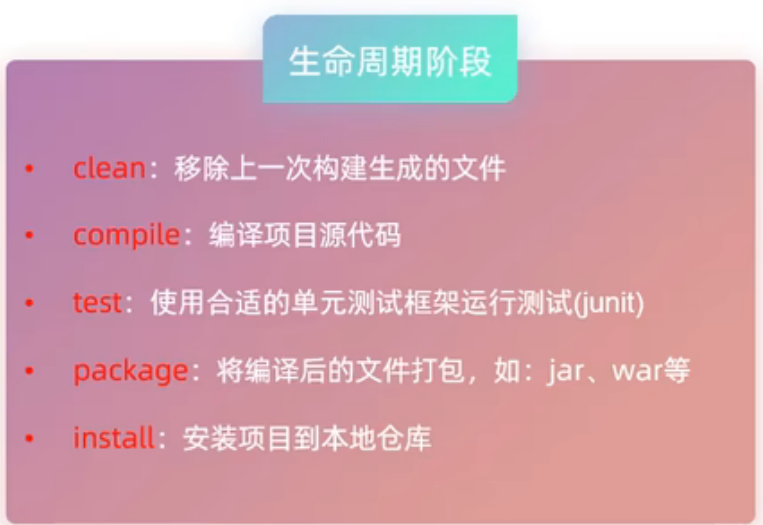 生命周期阶段
• clean：移除上一次构建生成的文件
• compile：编译项目源代码
• test：使用合适的单元测试框架运行测试(junit)
• package：将编译后的文件打包，如：jar、war等
• install：安装项目到本地仓库